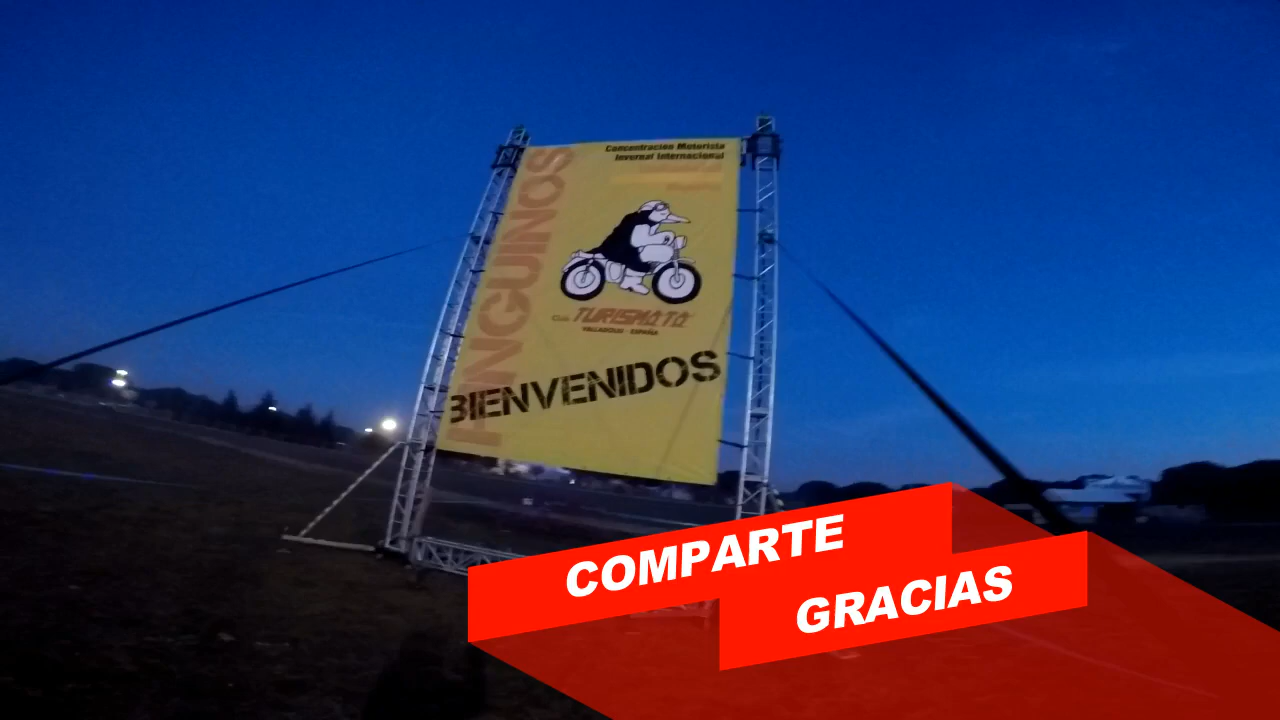 Concentración Motorista
Invernal Internacional
PINGUINOS
Club TURISMOTO
VALLADOLID ESPAÑA
BIENVENIDOS
COMPARTE
GRACIAS